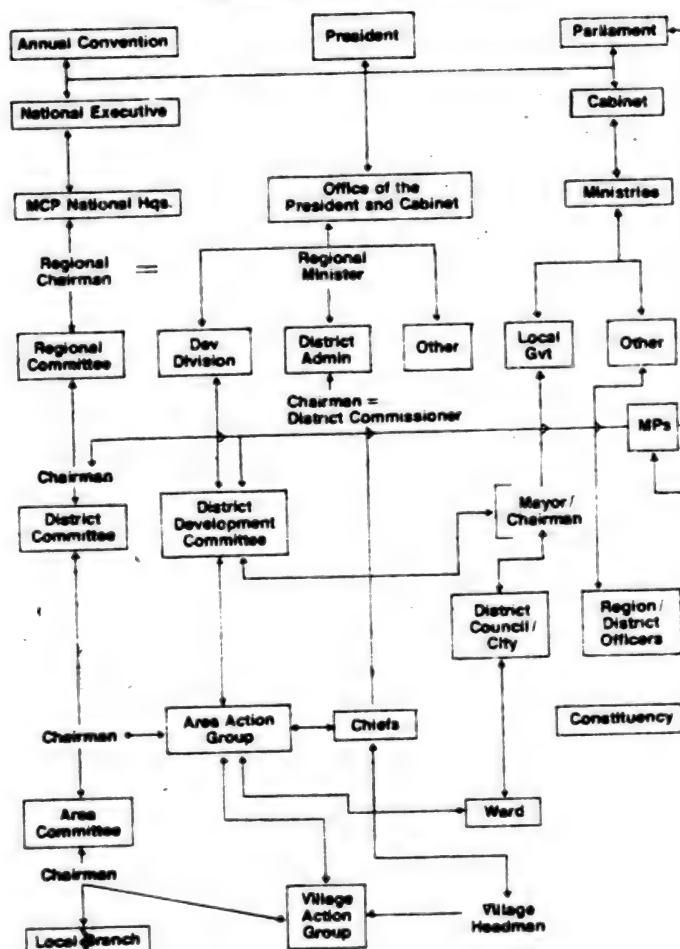 Annual Convention
President
Parliament
National Executive
Cabinet
MCP National Hqs.
Office of the
President and Cabinet
Ministries
Regional
Chairman =
Regional
Minister
Regional
Committee
Dev
Division
District
Admin
Other
Local
Gvt
Other
Chairman =
District Commissioner
MPs
Chairman
District
Committee
District
Development
Committee
Mayor/
Chairman
District
Council/
City
Region/
District
Officers
Chairman
Area Action
Group
Chiefs
Constituency
Area
Committee
Ward
Chairman
Village
Action
Group
Village
Headman
Local Branch